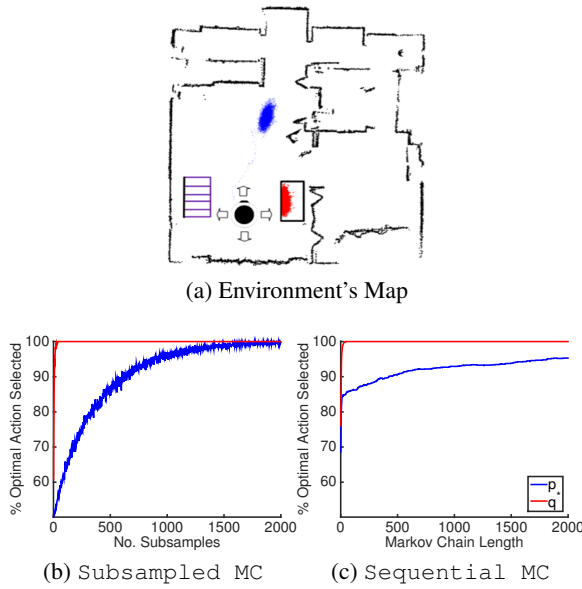 (a) Environment's Map
% Optimal Action Selected
100
90
80
70
60
0 500 1000 1500 2000
No. Subsamples
(b) Subsampled MC
% Optimal Action Selected
100
90
80
70
60
0 500 1000 1500 2000
Markov Chain Length
p
q*
(c) Sequential MC